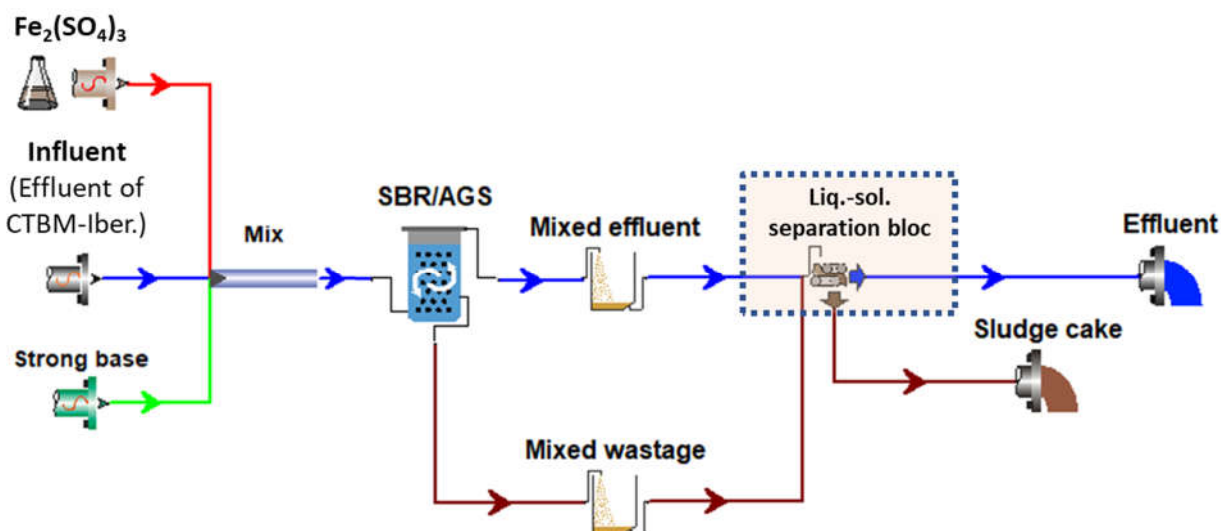 Fe2(SO4)3
Influent
(Effluent of
CTBM-Iber.)
Strong base
Mix
SBR/AGS
Mixed effluent
Mixed wastage
Liq.-sol.
separation bloc
Effluent
Sludge cake